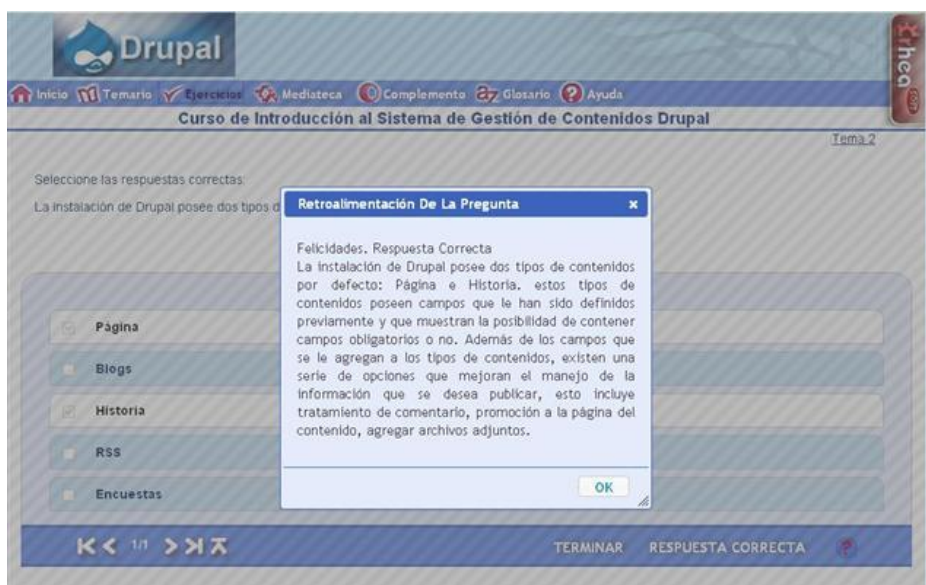 Drupal
rhea
Inicio Temario Ejercicios Mediateca Complemento Glosario Ayuda
Curso de Introducción al Sistema de Gestión de Contenidos Drupal
Tema 2
Seleccione las respuestas correctas:
La instalación de Drupal posee dos tipos d
Retroalimentación De La Pregunta x
Felicidades. Respuesta Correcta
La instalación de Drupal posee dos tipos de contenidos
por defecto: Página e Historia. estos tipos de
contenidos poseen campos que le han sido definidos
previamente y que muestran la posibilidad de contener
campos obligatorios o no. Además de los campos que
se le agregan a los tipos de contenidos, existen una
serie de opciones que mejoran el manejo de la
información que se desea publicar, esto incluye
tratamiento de comentario, promoción a la página del
contenido, agregar archivos adjuntos.
OK
Página
Blogs
Historia
RSS
Encuestas
1/1 TERMINAR RESPUESTA CORRECTA ?